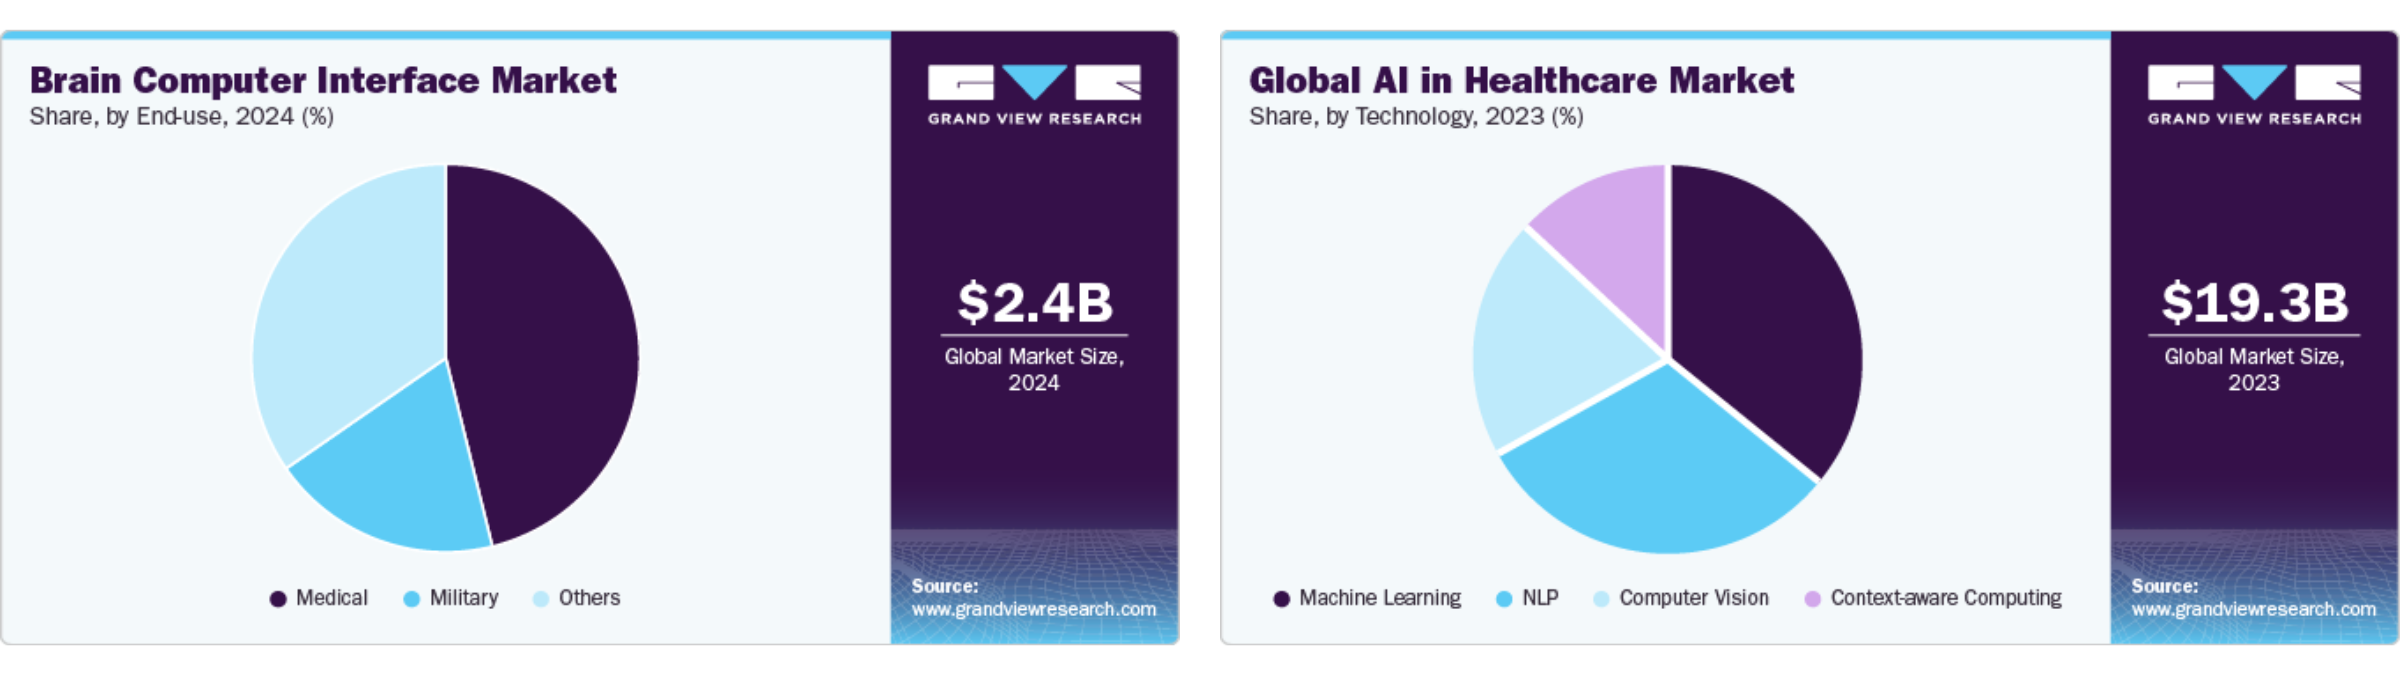 Brain Computer Interface Market
Share, by End-use, 2024 (%)
GRAND VIEW RESEARCH
$2.4B
Global Market Size,
2024
Medical
Military
Others
Source:
www.grandviewresearch.com
Global AI in Healthcare Market
Share, by Technology, 2023 (%)
GRAND VIEW RESEARCH
$19.3B
Global Market Size,
2023
Machine Learning
NLP
Computer Vision
Context-aware Computing
Source:
www.grandviewresearch.com